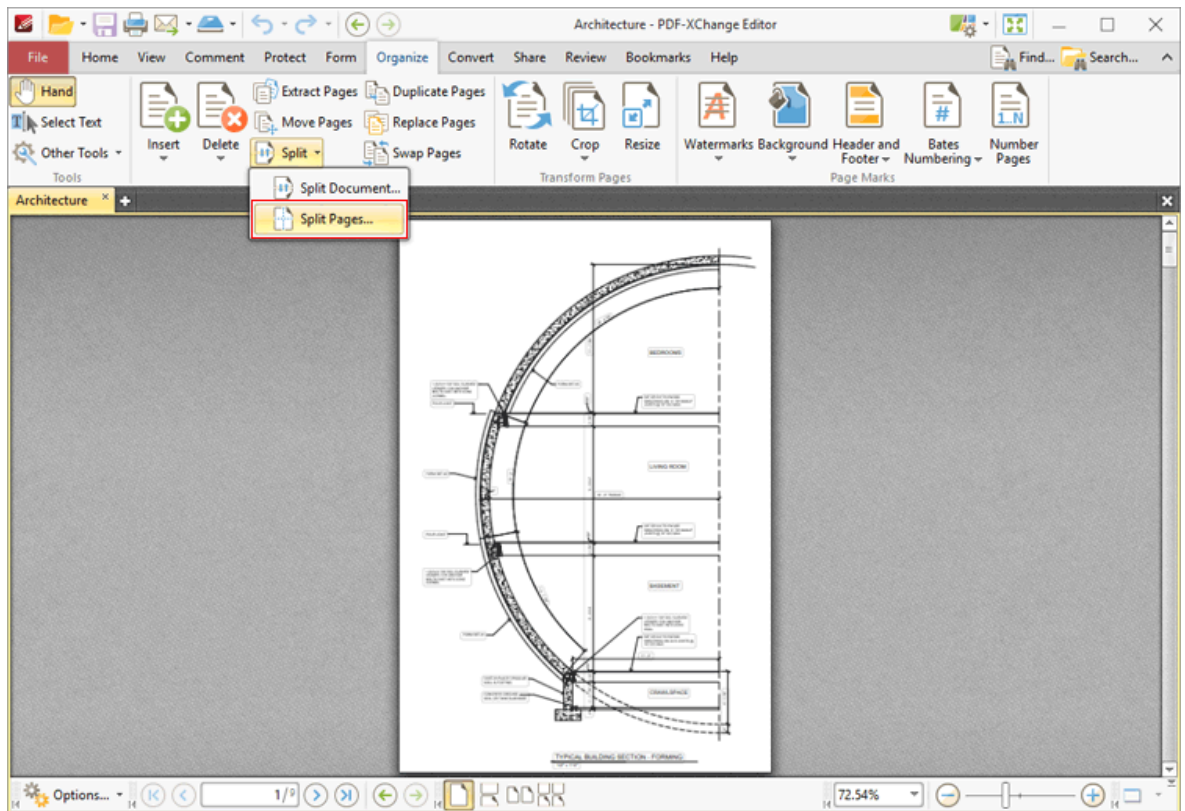 Architecture - PDF-XChange Editor
File Home View Comment Protect Form Organize Convert Share Review Bookmarks Help Find... Search...
Hand
Select Text
Other Tools
Tools
Insert
Delete
Extract Pages
Move Pages
Split
Duplicate Pages
Replace Pages
Swap Pages
Rotate
Crop
Resize
Transform Pages
Watermarks
Background
Header and
Footer
Bates
Numbering
Number
Pages
Page Marks
Split Document...
Split Pages...
Architecture
BEDROOMS
LIVING ROOM
BASEMENT
CRAWLSPACE
TYPICAL BUILDING SECTION - FORMING
Options...
1/9
72.54%